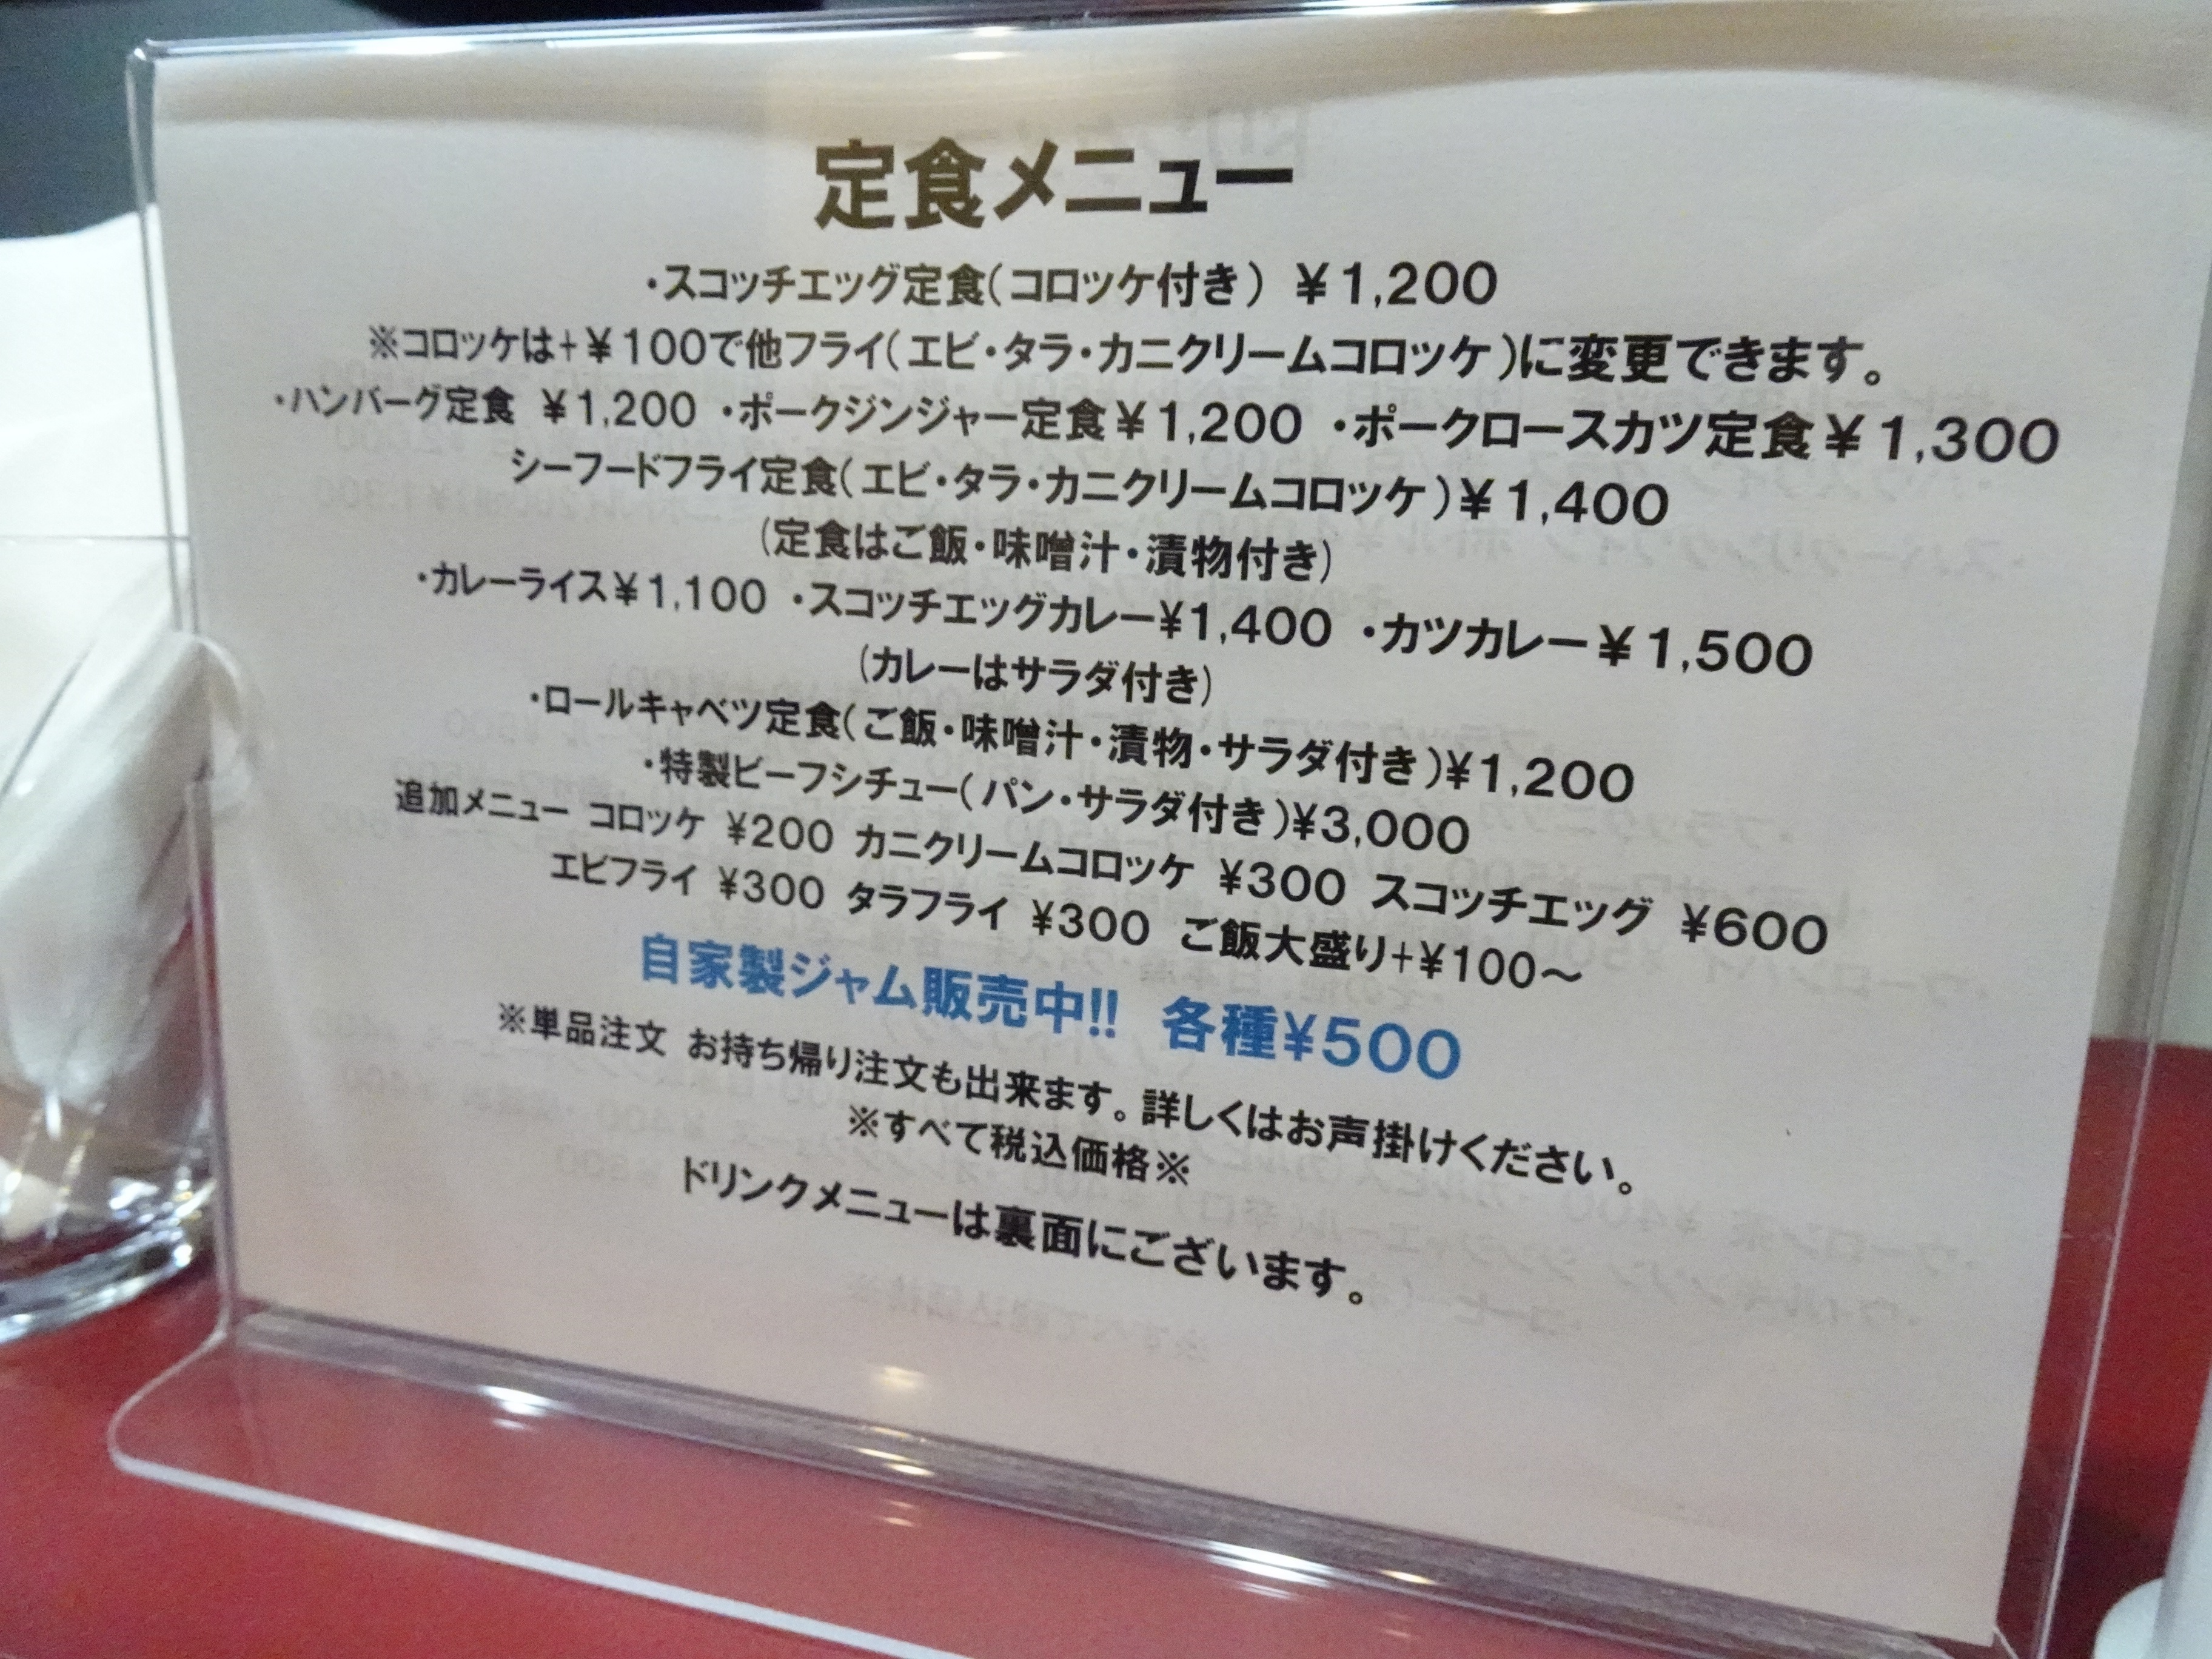 定食メニュー
・スコッチエッグ定食(コロッケ付き) ￥1,200
※コロッケは+￥100で他フライ(エビ・タラ・カニクリームコロッケ)に変更できます。
・ハンバーグ定食 ￥1,200 ・ポークジンジャー定食￥1,200 ・ポークロースカツ定食￥1,300
シーフードフライ定食(エビ・タラ・カニクリームコロッケ)￥1,400
(定食はご飯・味噌汁・漬物付き)
・カレーライス￥1,100 ・スコッチエッグカレー¥1,400 ・カツカレー￥1,500
(カレーはサラダ付き)
・ロールキャベツ定食(ご飯・味噌汁・漬物・サラダ付き)¥1,200
・特製ビーフシチュー(パン・サラダ付き)¥3,000
追加メニュー コロッケ ¥200 カニクリームコロッケ ¥300 スコッチエッグ ¥600
エビフライ ¥300 タラフライ ¥300 ご飯大盛り+¥100～
自家製ジャム販売中!! 各種¥500
※単品注文 お持ち帰り注文も出来ます。詳しくはお声掛けください。
※すべて税込価格※
ドリンクメニューは裏面にございます。